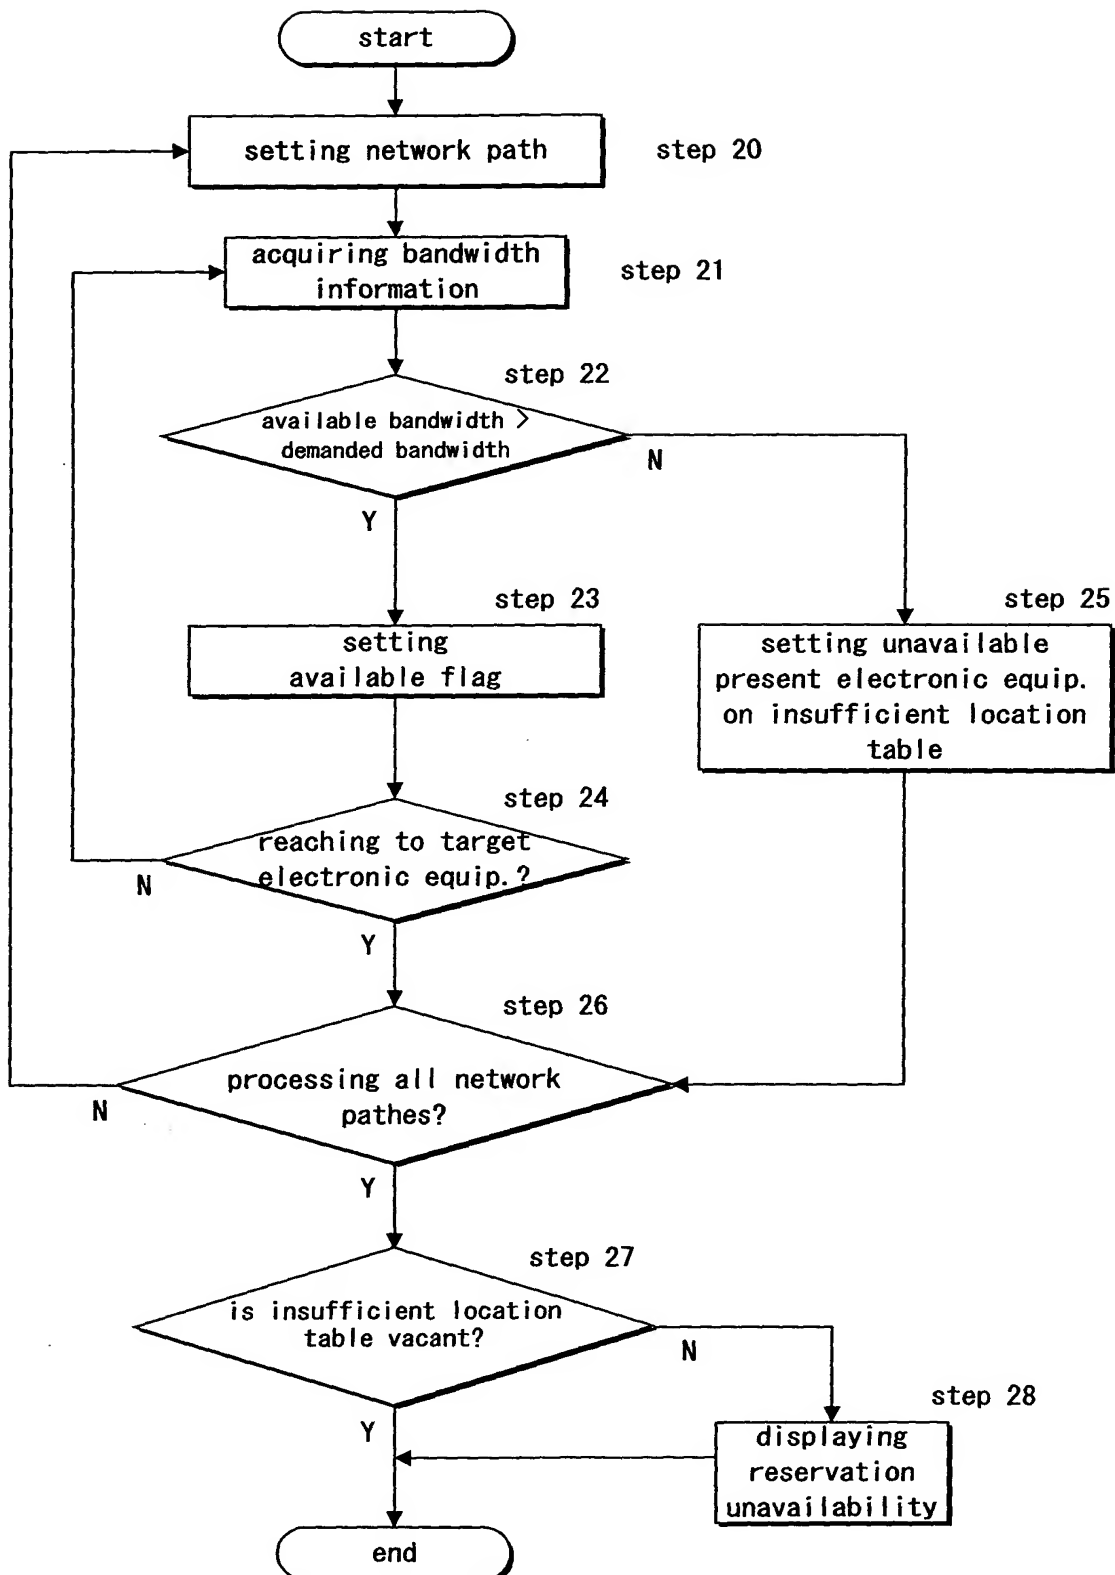 start
setting network path
step 20
acquiring bandwidth
information
step 21
step 22
available bandwidth >
demanded bandwidth
N
Y
step 23
setting
available flag
step 25
setting unavailable
present electronic equip.
on insufficient location
table
step 24
reaching to target
electronic equip.?
N
Y
step 26
processing all network
pathes?
N
Y
step 27
is insufficient location
table vacant?
N
Y
step 28
displaying
reservation
unavailability
end